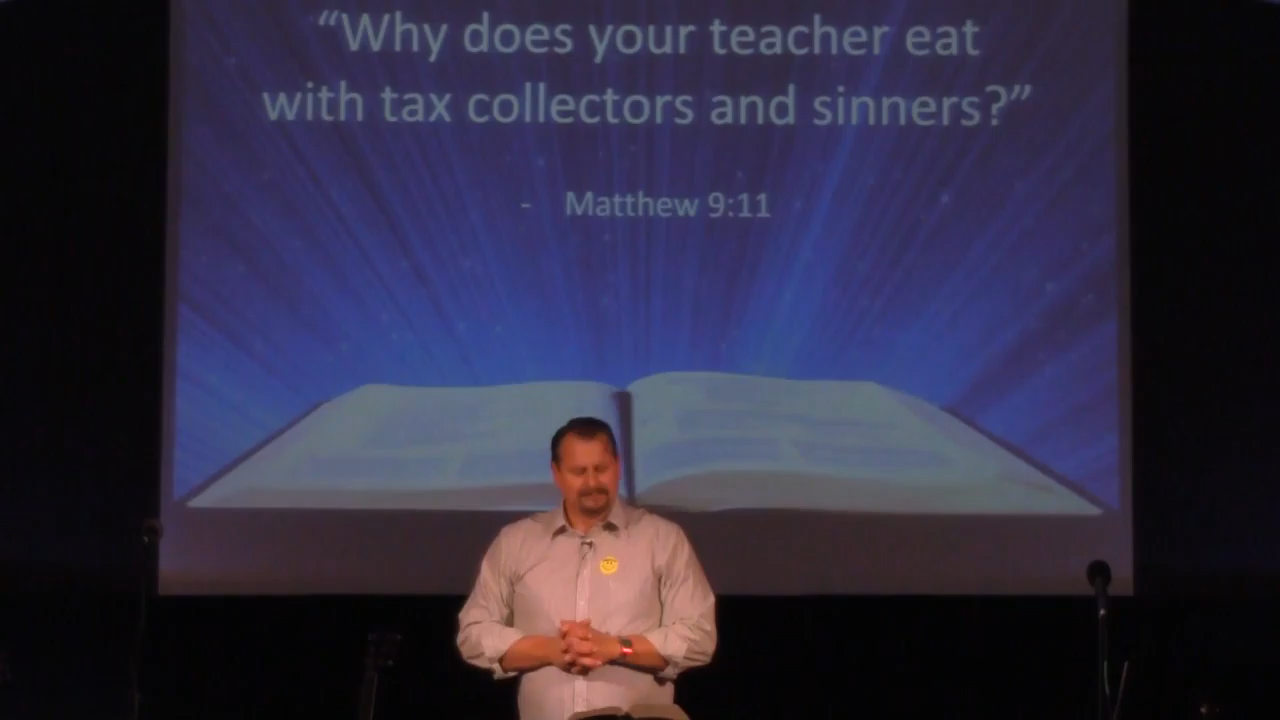 “Why does your teacher eat
with tax collectors and sinners?”
- Matthew 9:11